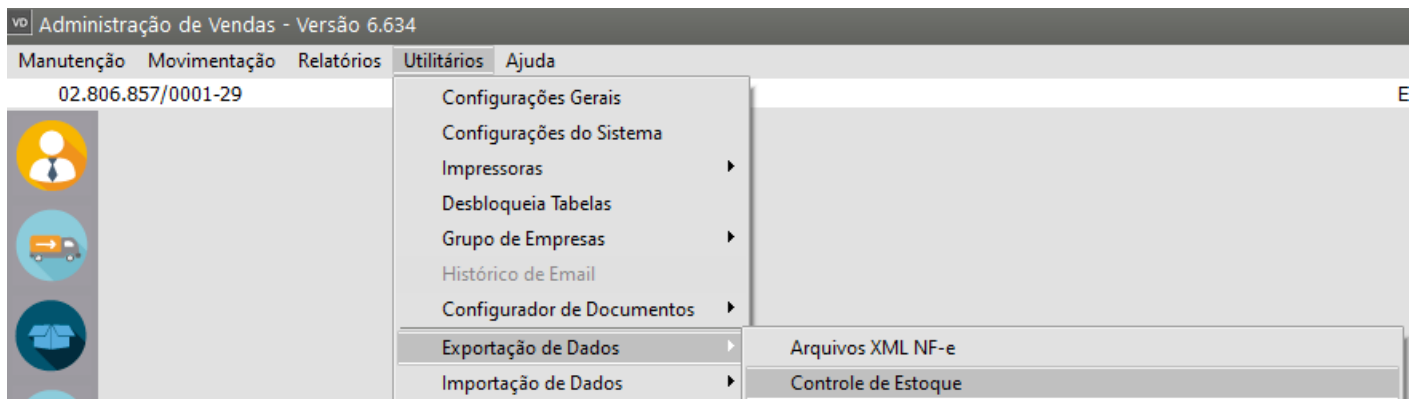 VD Administração de Vendas - Versão 6.634
Manutenção Movimentação Relatórios Utilitários Ajuda
02.806.857/0001-29 E
Configurações Gerais
Configurações do Sistema
Impressoras
Desbloqueia Tabelas
Grupo de Empresas
Histórico de Email
Configurador de Documentos
Exportação de Dados Arquivos XML NF-e
Importação de Dados Controle de Estoque